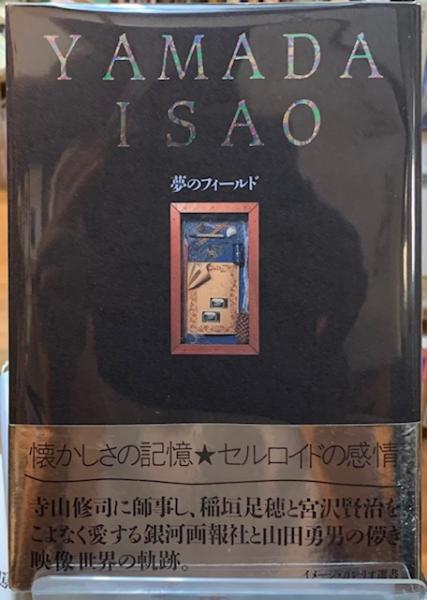 YAMADA
ISAO
夢のフィールド
懐かしさの記憶★セルロイドの感情
寺山修司に師事し、稲垣足穂と宮沢賢治を
こよなく愛する銀河画報社と山田勇男の儚き
映像世界の軌跡。